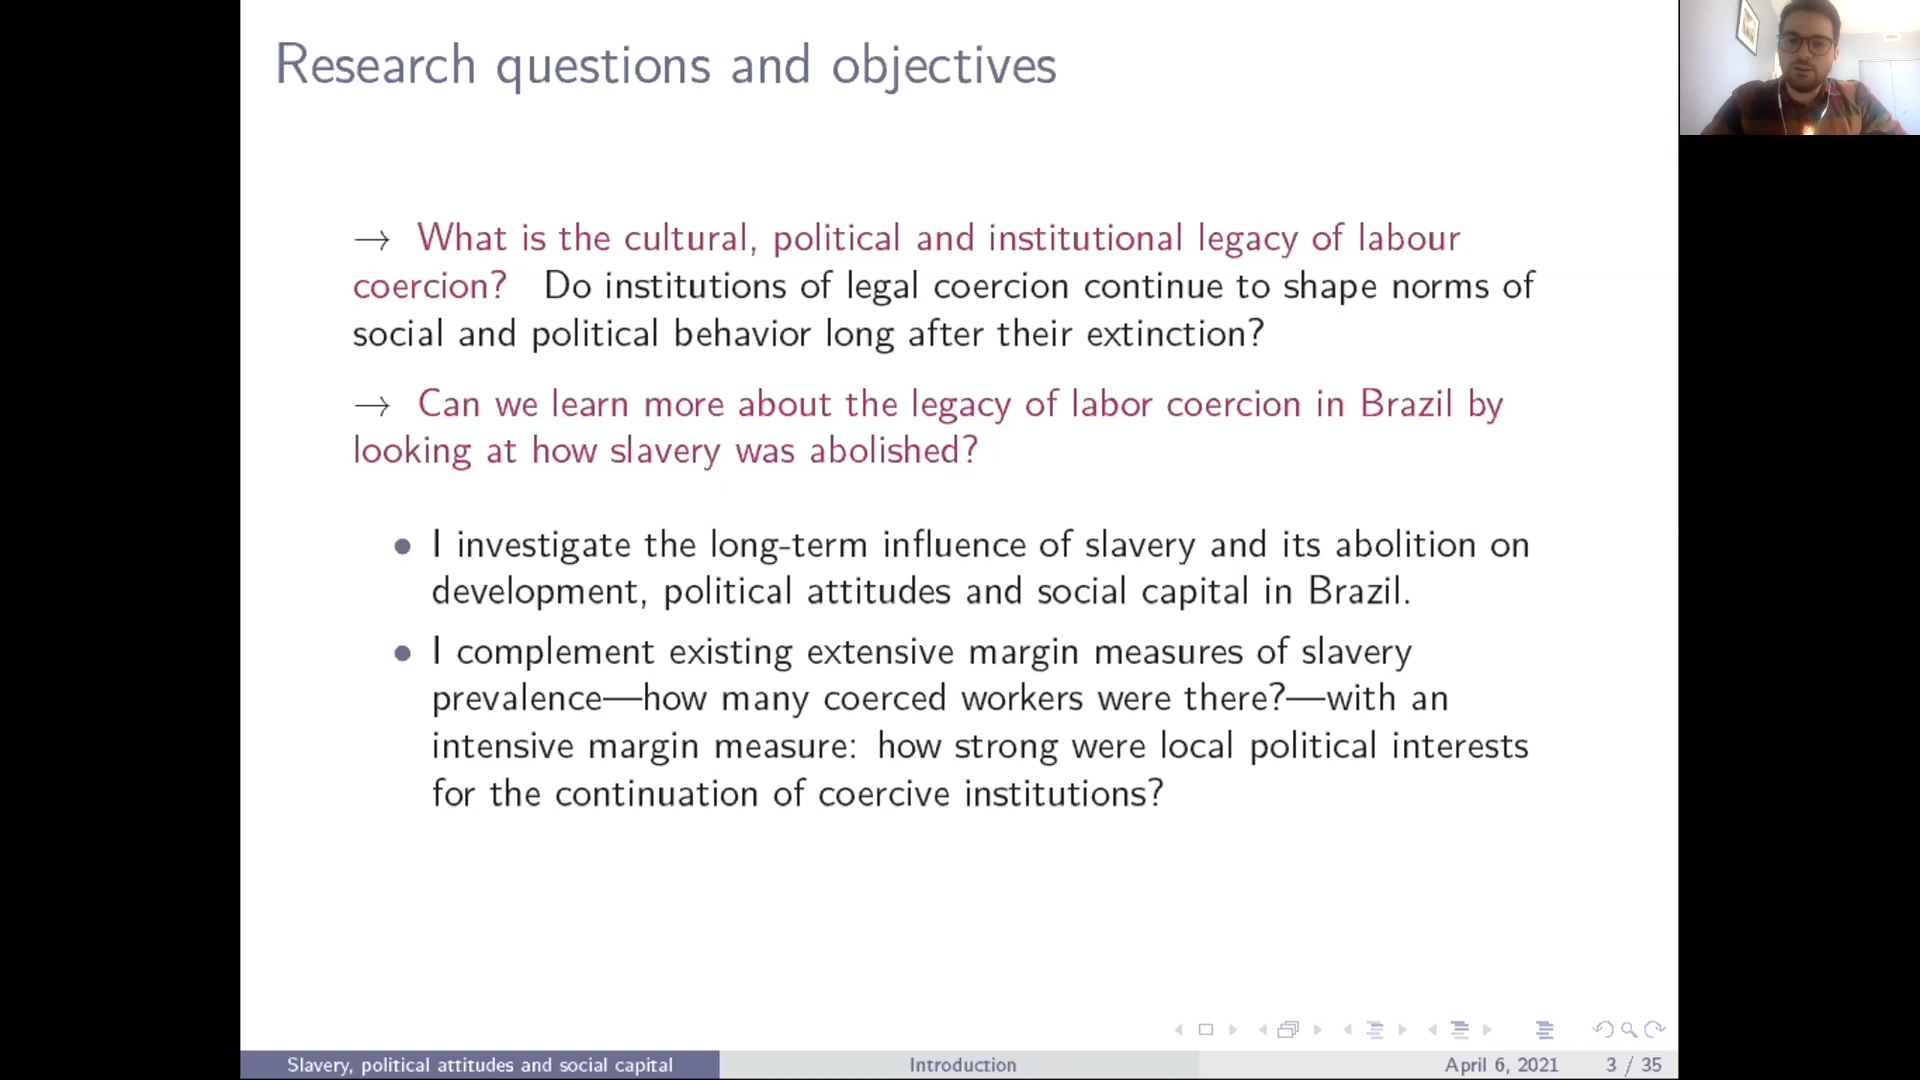 Research questions and objectives
→ What is the cultural, political and institutional legacy of labour
coercion? Do institutions of legal coercion continue to shape norms of
social and political behavior long after their extinction?
→ Can we learn more about the legacy of labor coercion in Brazil by
looking at how slavery was abolished?
• I investigate the long-term influence of slavery and its abolition on
development, political attitudes and social capital in Brazil.
• I complement existing extensive margin measures of slavery
prevalence—how many coerced workers were there?—with an
intensive margin measure: how strong were local political interests
for the continuation of coercive institutions?
Slavery, political attitudes and social capital
Introduction
April 6, 2021
3 / 35